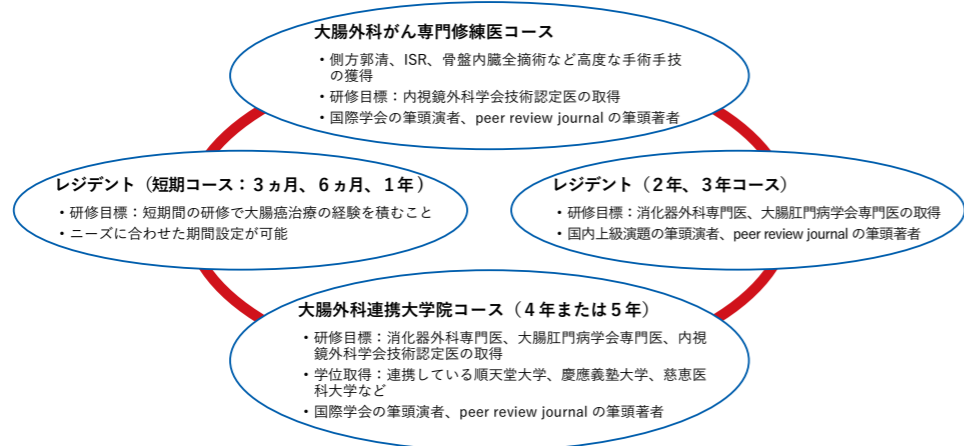 大腸外科がん専門修練医コース
・側方郭清、ISR、骨盤内臓全摘術など高度な手術手技
の獲得
・研修目標：内視鏡外科学会技術認定医の取得
・国際学会の筆頭演者、peer review journal の筆頭著者
レジデント（短期コース：３ヵ月、６ヵ月、１年）
・研修目標：短期間の研修で大腸癌治療の経験を積むこと
・ニーズに合わせた期間設定が可能
レジデント（２年、３年コース）
・研修目標：消化器外科専門医、大腸肛門病学会専門医の取得
・国内上級演題の筆頭演者、peer review journal の筆頭著者
大腸外科連携大学院コース（４年または５年）
・研修目標：消化器外科専門医、大腸肛門病学会専門医、内視
鏡外科学会技術認定医の取得
・学位取得：連携している順天堂大学、慶應義塾大学、慈恵医
科大学など
・国際学会の筆頭演者、peer review journal の筆頭著者